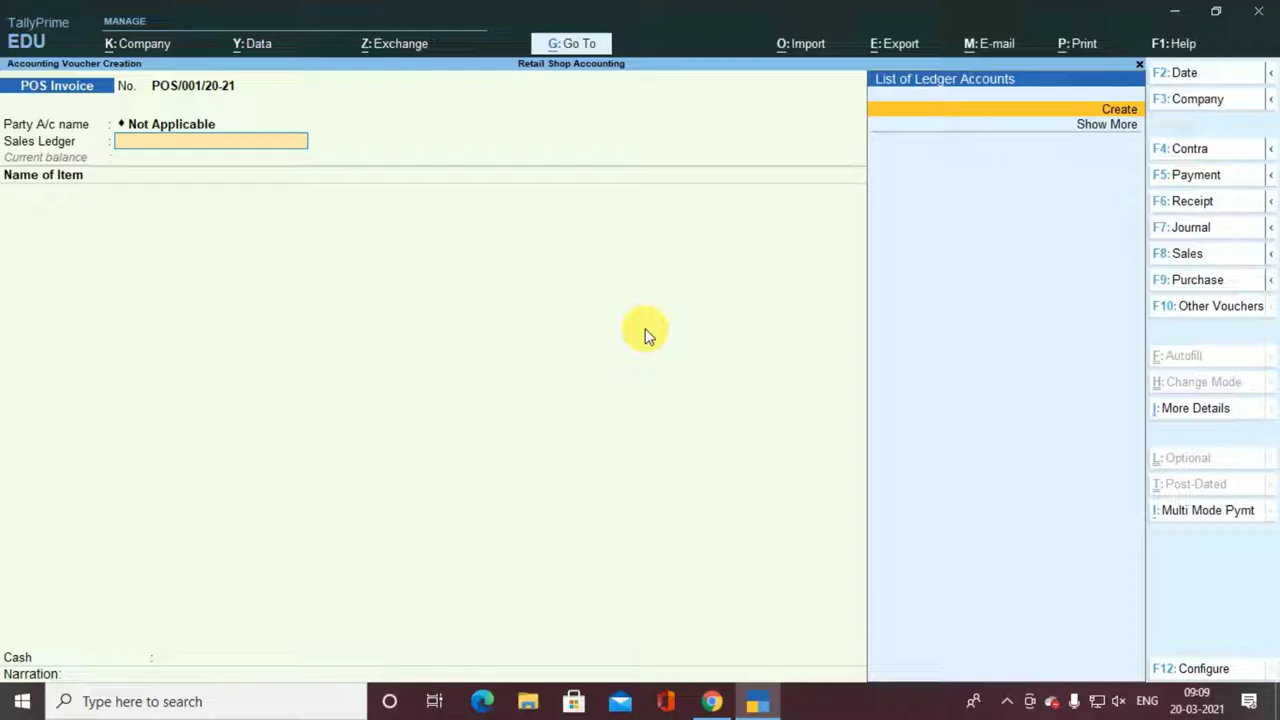 TallyPrime
EDU
MANAGE
K: Company
Y: Data
Z: Exchange
G: Go To
O: Import
E: Export
M: E-mail
P: Print
F1: Help
Accounting Voucher Creation
Retail Shop Accounting
POS Invoice
No. POS/001/20-21
Party A/c name : ♦ Not Applicable
Sales Ledger :
Current balance :
Name of Item
Cash :
Narration:
List of Ledger Accounts
Create
Show More
F2: Date
F3: Company
F4: Contra
F5: Payment
F6: Receipt
F7: Journal
F8: Sales
F9: Purchase
F10: Other Vouchers
F: Autofill
H: Change Mode
I: More Details
L: Optional
T: Post-Dated
I: Multi Mode Pymt
F12: Configure
Type here to search
ENG
09:09
20-03-2021